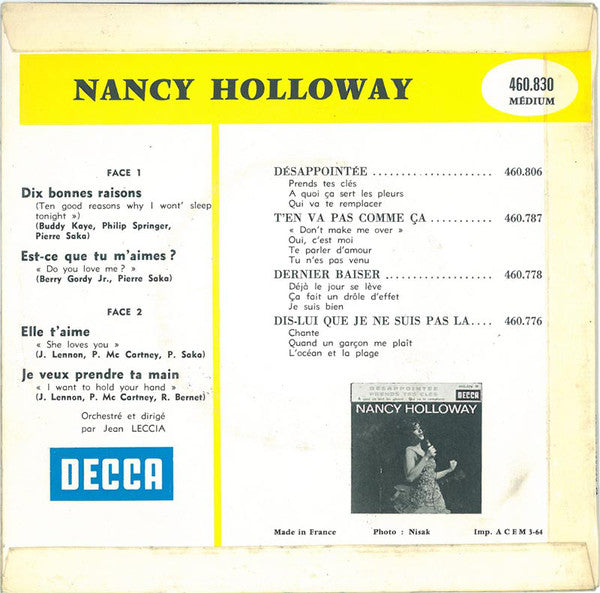 NANCY HOLLOWAY
460.830
MÉDIUM
FACE 1
Dix bonnes raisons
(Ten good reasons why I wont' sleep
tonight »)
(Buddy Kaye, Philip Springer,
Pierre Saka)
Est-ce que tu m'aimes ?
« Do you love me ? »
(Berry Gordy Jr., Pierre Saka)
FACE 2
Elle t'aime
« She loves you »
(J. Lennon, P. Mc Cartney, P. Saka)
Je veux prendre ta main
« I want to hold your hand »
(J. Lennon, P. Mc Cartney, R. Bernet)
Orchestré et dirigé
par Jean LECCIA
DECCA
DÉSAPPOINTÉE .................... 460.806
Prends tes clés
A quoi ça sert les pleurs
Qui va te remplacer
T'EN VA PAS COMME ÇA .......... 460.787
« Don't make me over »
Oui, c'est moi
Te parler d'amour
Tu n'es pas venu
DERNIER BAISER .................. 460.778
Déjà le jour se lève
Ça fait un drôle d'effet
Je suis bien
DIS-LUI QUE JE NE SUIS PAS LA.... 460.776
Chante
Quand un garçon me plaît
L'océan et la plage
DÉSAPPOINTÉE
PRENDS TES CLÉS
NANCY HOLLOWAY
Made in France
Photo : Nisak
Imp. A C E M 3-64